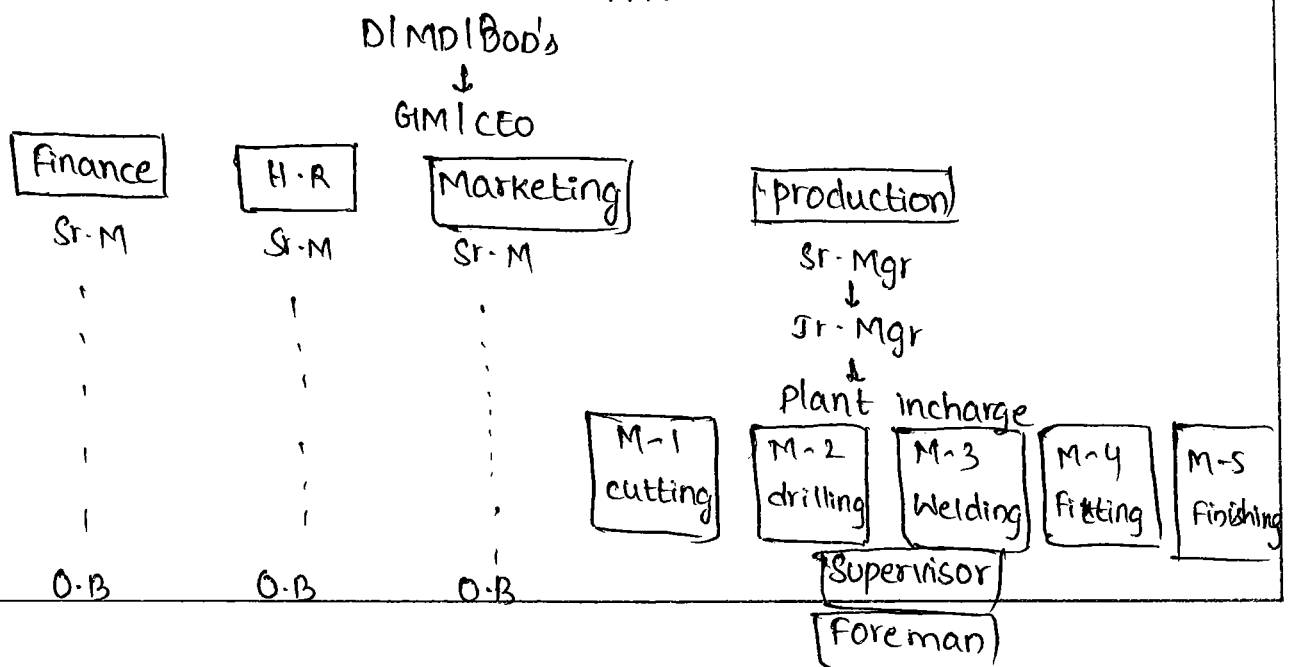 D|MD|BOD's
GM|CEO
Finance
H.R
Marketing
production
Sr.M
Sr.M
Sr.M
Sr.Mgr
Jr.Mgr
Plant incharge
M-1
cutting
M-2
drilling
M-3
Welding
M-4
Fitting
M-5
Finishing
O.B
O.B
O.B
Supervisor
Foreman